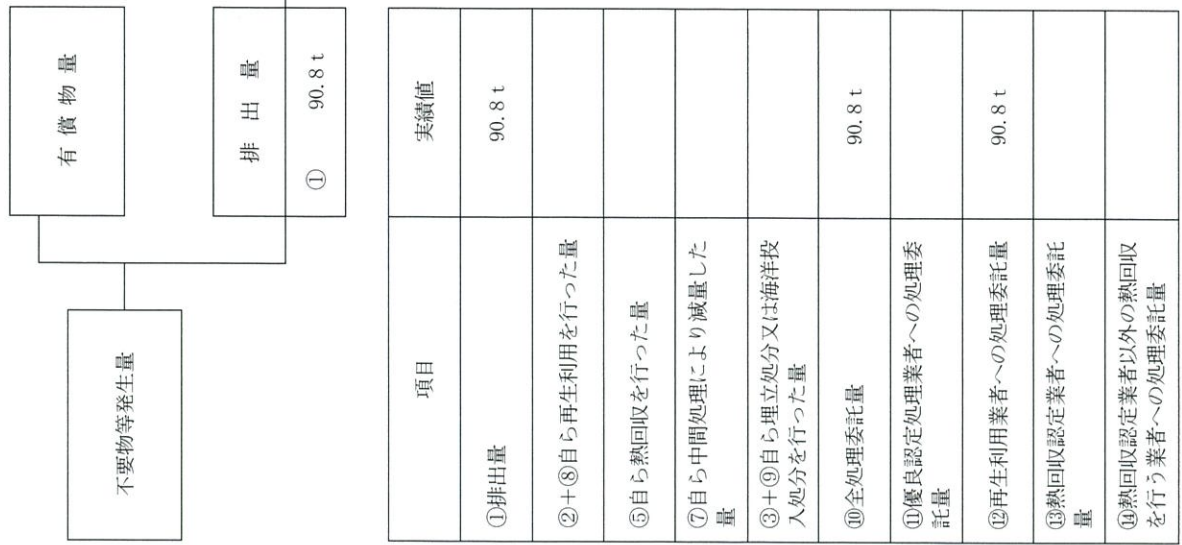 不要物等発生量
有償物量
排出量
① 90.8 t
項目
実績値
①排出量
90.8 t
②+⑧自ら再生利用を行った量
⑤自ら熱回収を行った量
⑦自ら中間処理により減量した
量
③+⑨自ら埋立処分又は海洋投
入処分を行った量
⑩全処理委託量
90.8 t
⑪優良認定処理業者への処理委
託量
⑫再生利用業者への処理委託量
90.8 t
⑬熱回収認定業者への処理委託
量
⑭熱回収認定業者以外の熱回収
を行う業者への処理委託量